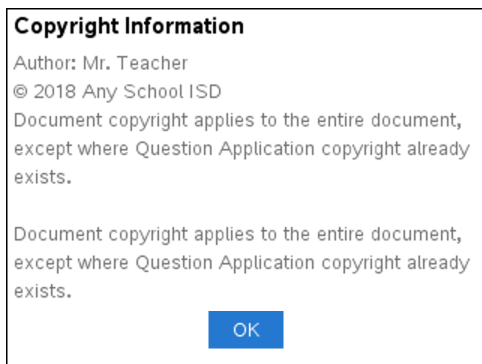 Copyright Information
Author: Mr. Teacher
© 2018 Any School ISD
Document copyright applies to the entire document,
except where Question Application copyright already
exists.
Document copyright applies to the entire document,
except where Question Application copyright already
exists.
OK